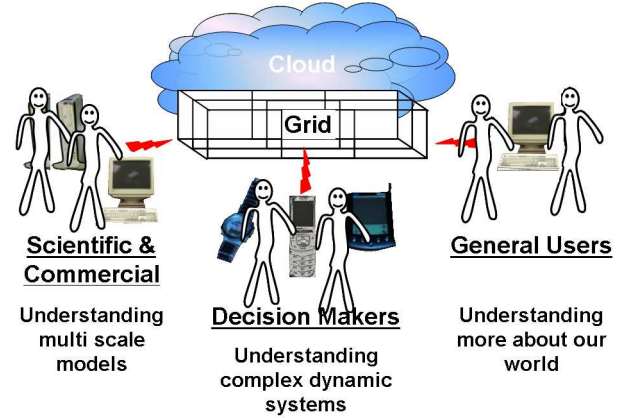 Cloud
Grid
Scientific &
Commercial
Understanding
multi scale
models
Decision Makers
Understanding
complex dynamic
systems
General Users
Understanding
more about our
world